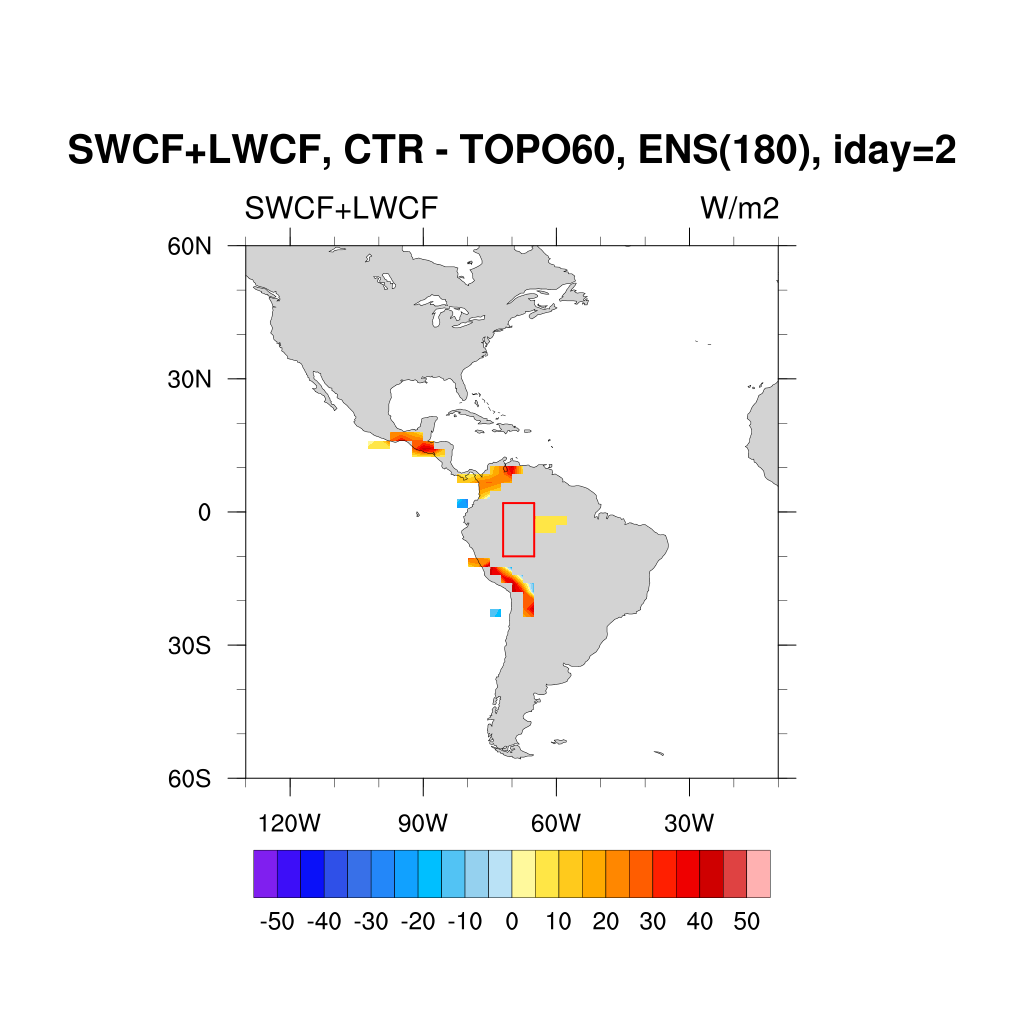 SWCF+LWCF, CTR - TOPO60, ENS(180), iday=2
SWCF+LWCF W/m2
60N
30N
0
30S
60S
120W 90W 60W 30W
-50 -40 -30 -20 -10 0 10 20 30 40 50